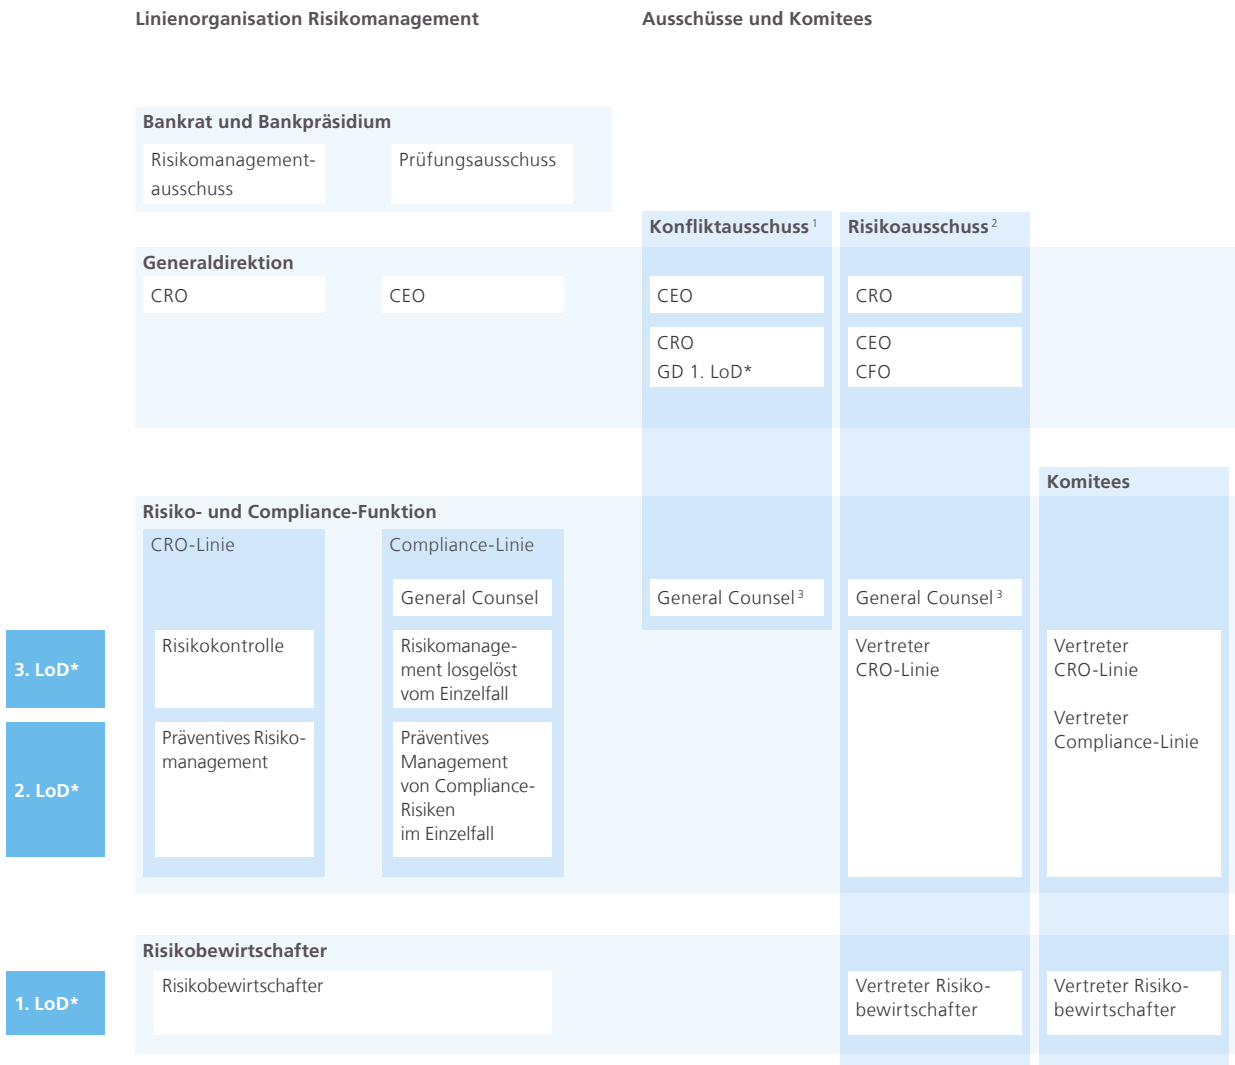 Linienorganisation Risikomanagement
Ausschüsse und Komitees
Bankrat und Bankpräsidium
Risikomanagement-
ausschuss
Prüfungsausschuss
Konfliktausschuss 1
Risikoausschuss 2
Generaldirektion
CRO
CEO
CEO
CRO
GD 1. LoD*
CRO
CEO
CFO
Komitees
Risiko- und Compliance-Funktion
CRO-Linie
Compliance-Linie
General Counsel
General Counsel 3
General Counsel 3
3. LoD*
Risikokontrolle
Risikomanage-
ment losgelöst
vom Einzelfall
Vertreter
CRO-Linie
Vertreter
CRO-Linie
Vertreter
Compliance-Linie
2. LoD*
Präventives Risiko-
management
Präventives
Management
von Compliance-
Risiken
im Einzelfall
Risikobewirtschafter
1. LoD*
Risikobewirtschafter
Vertreter Risiko-
bewirtschafter
Vertreter Risiko-
bewirtschafter